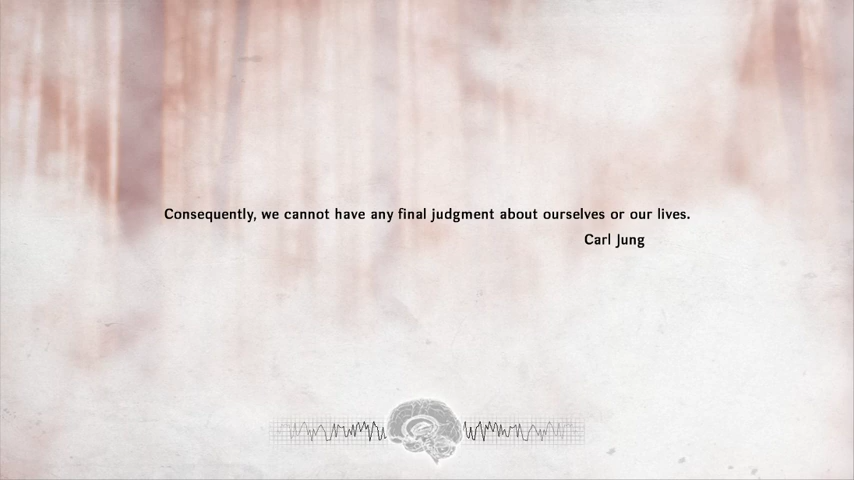 Consequently, we cannot have any final judgment about ourselves or our lives.
Carl Jung